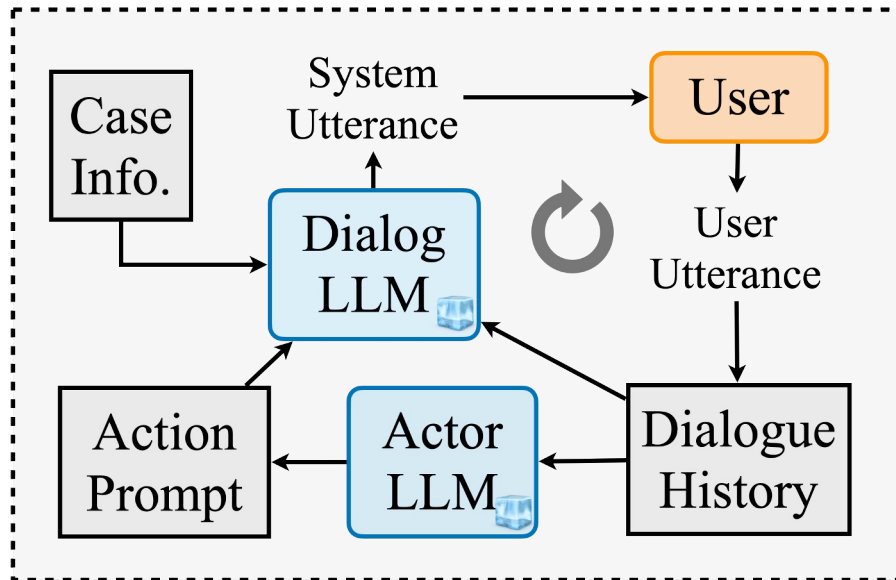 Case
Info.
System
Utterance
User
Dialog
LLM
User
Utterance
Action
Prompt
Actor
LLM
Dialogue
History